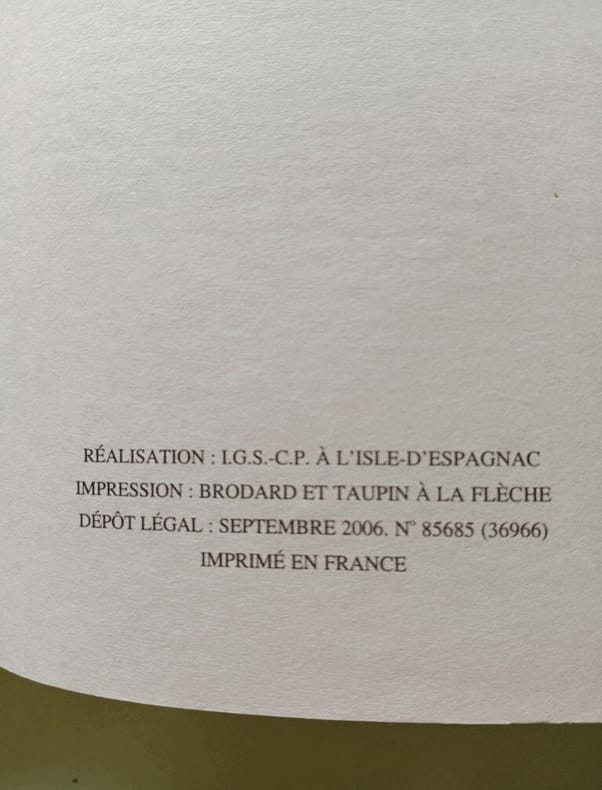 RÉALISATION : I.G.S.-C.P. À L'ISLE-D'ESPAGNAC
IMPRESSION : BRODARD ET TAUPIN À LA FLÈCHE
DÉPÔT LÉGAL : SEPTEMBRE 2006. N° 85685 (36966)
IMPRIMÉ EN FRANCE